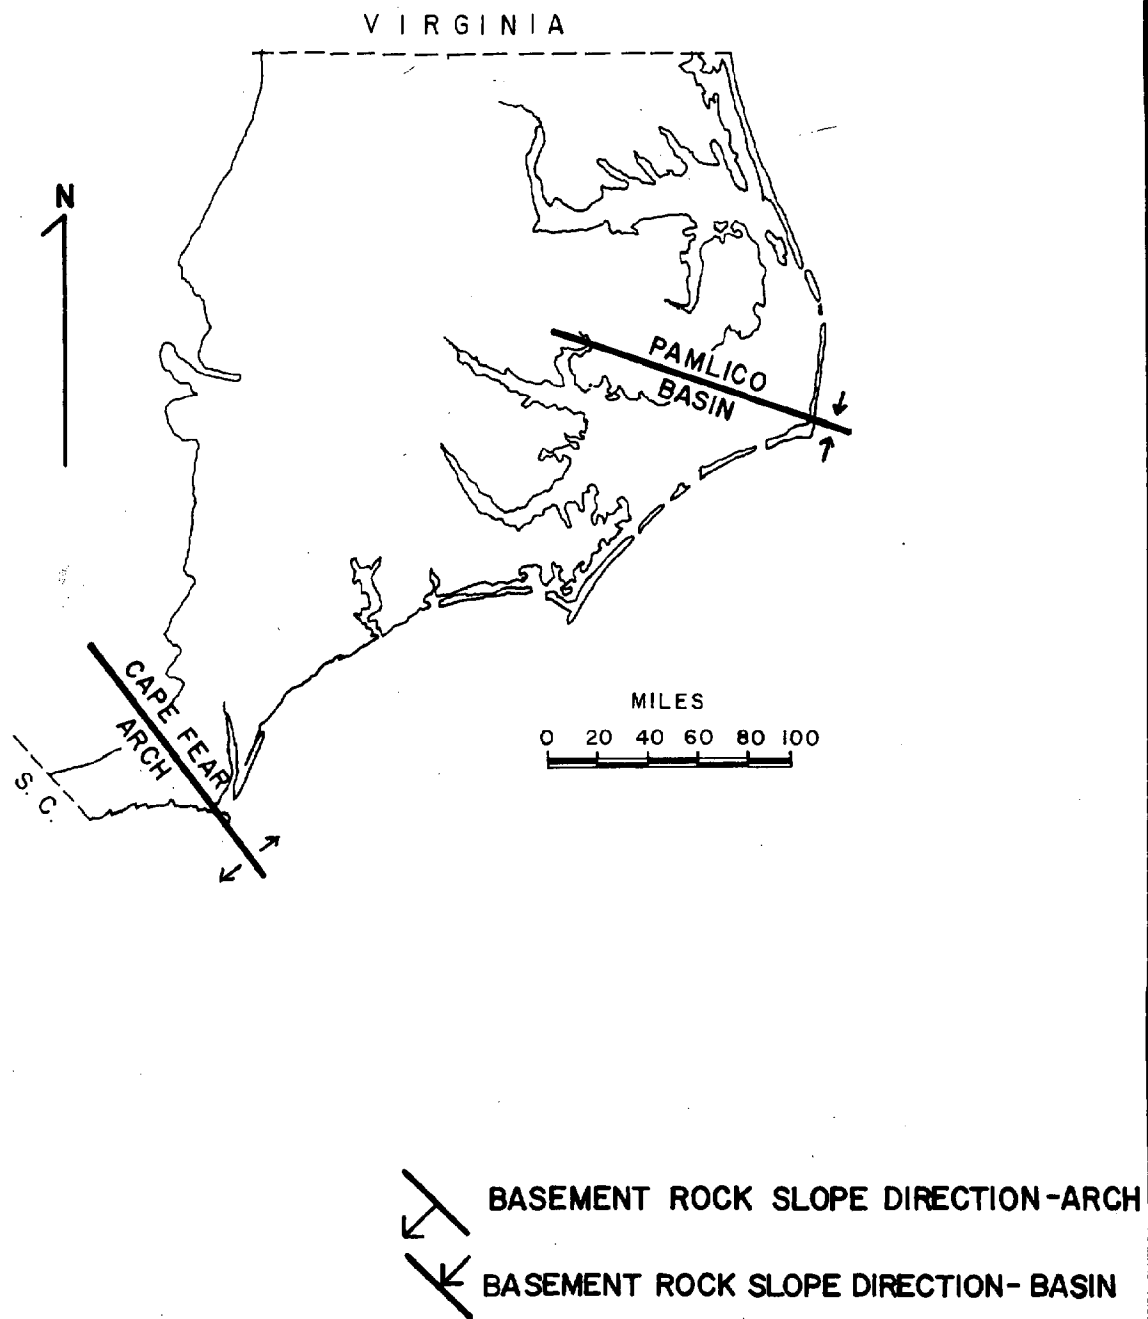 VIRGINIA
N
PAMLICO
BASIN
CAPE FEAR
ARCH
S. C.
MILES
0 20 40 60 80 100
BASEMENT ROCK SLOPE DIRECTION-ARCH
BASEMENT ROCK SLOPE DIRECTION-BASIN